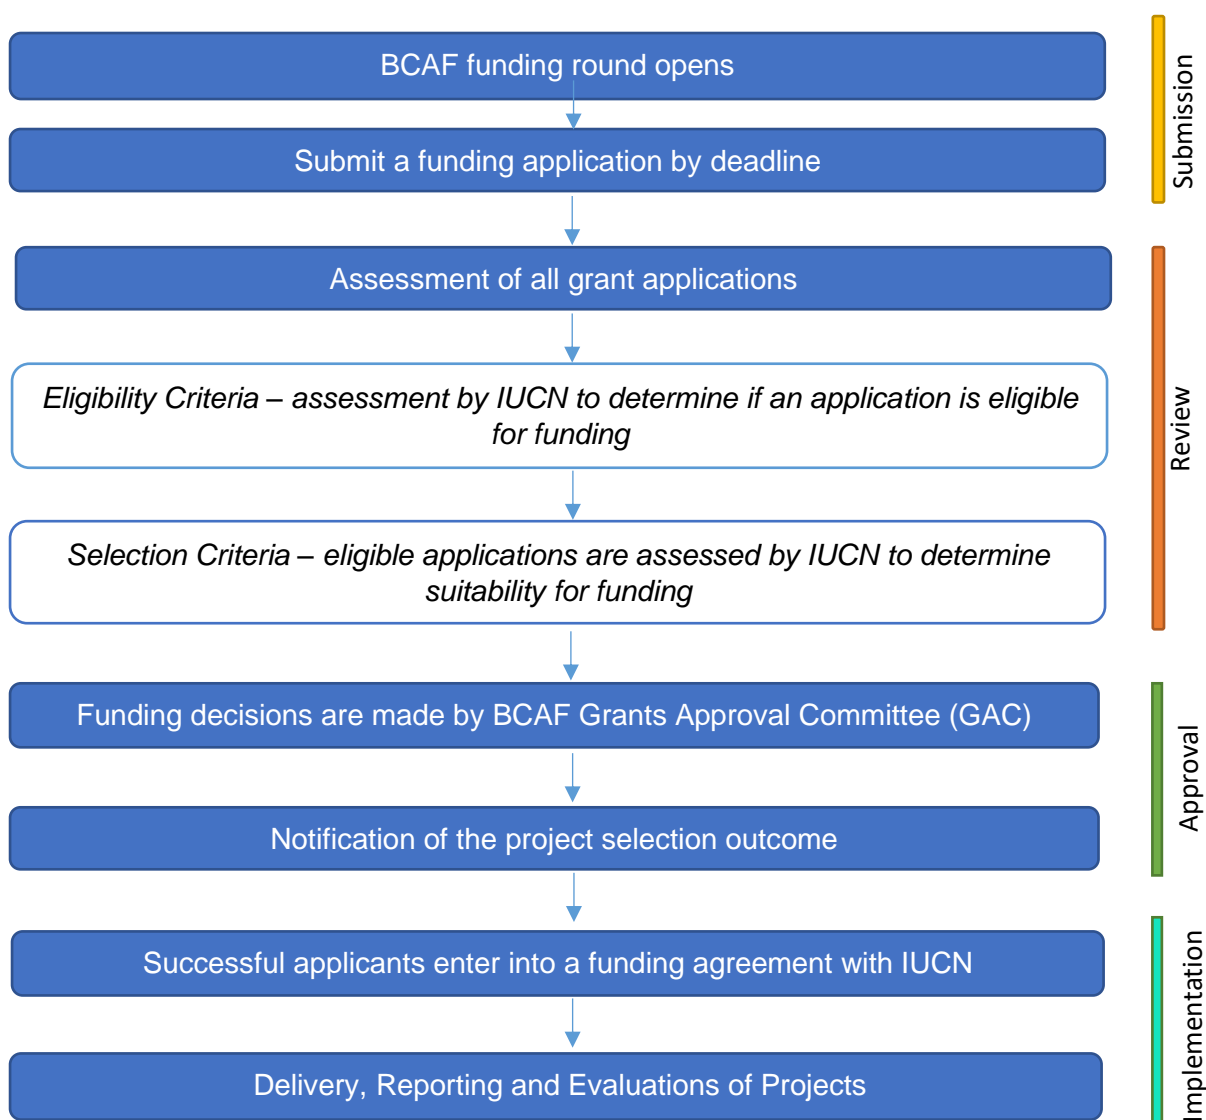 BCAF funding round opens
Submit a funding application by deadline
Submission
Assessment of all grant applications
Eligibility Criteria – assessment by IUCN to determine if an application is eligible
for funding
Selection Criteria – eligible applications are assessed by IUCN to determine
suitability for funding
Review
Funding decisions are made by BCAF Grants Approval Committee (GAC)
Notification of the project selection outcome
Approval
Successful applicants enter into a funding agreement with IUCN
Delivery, Reporting and Evaluations of Projects
Implementation